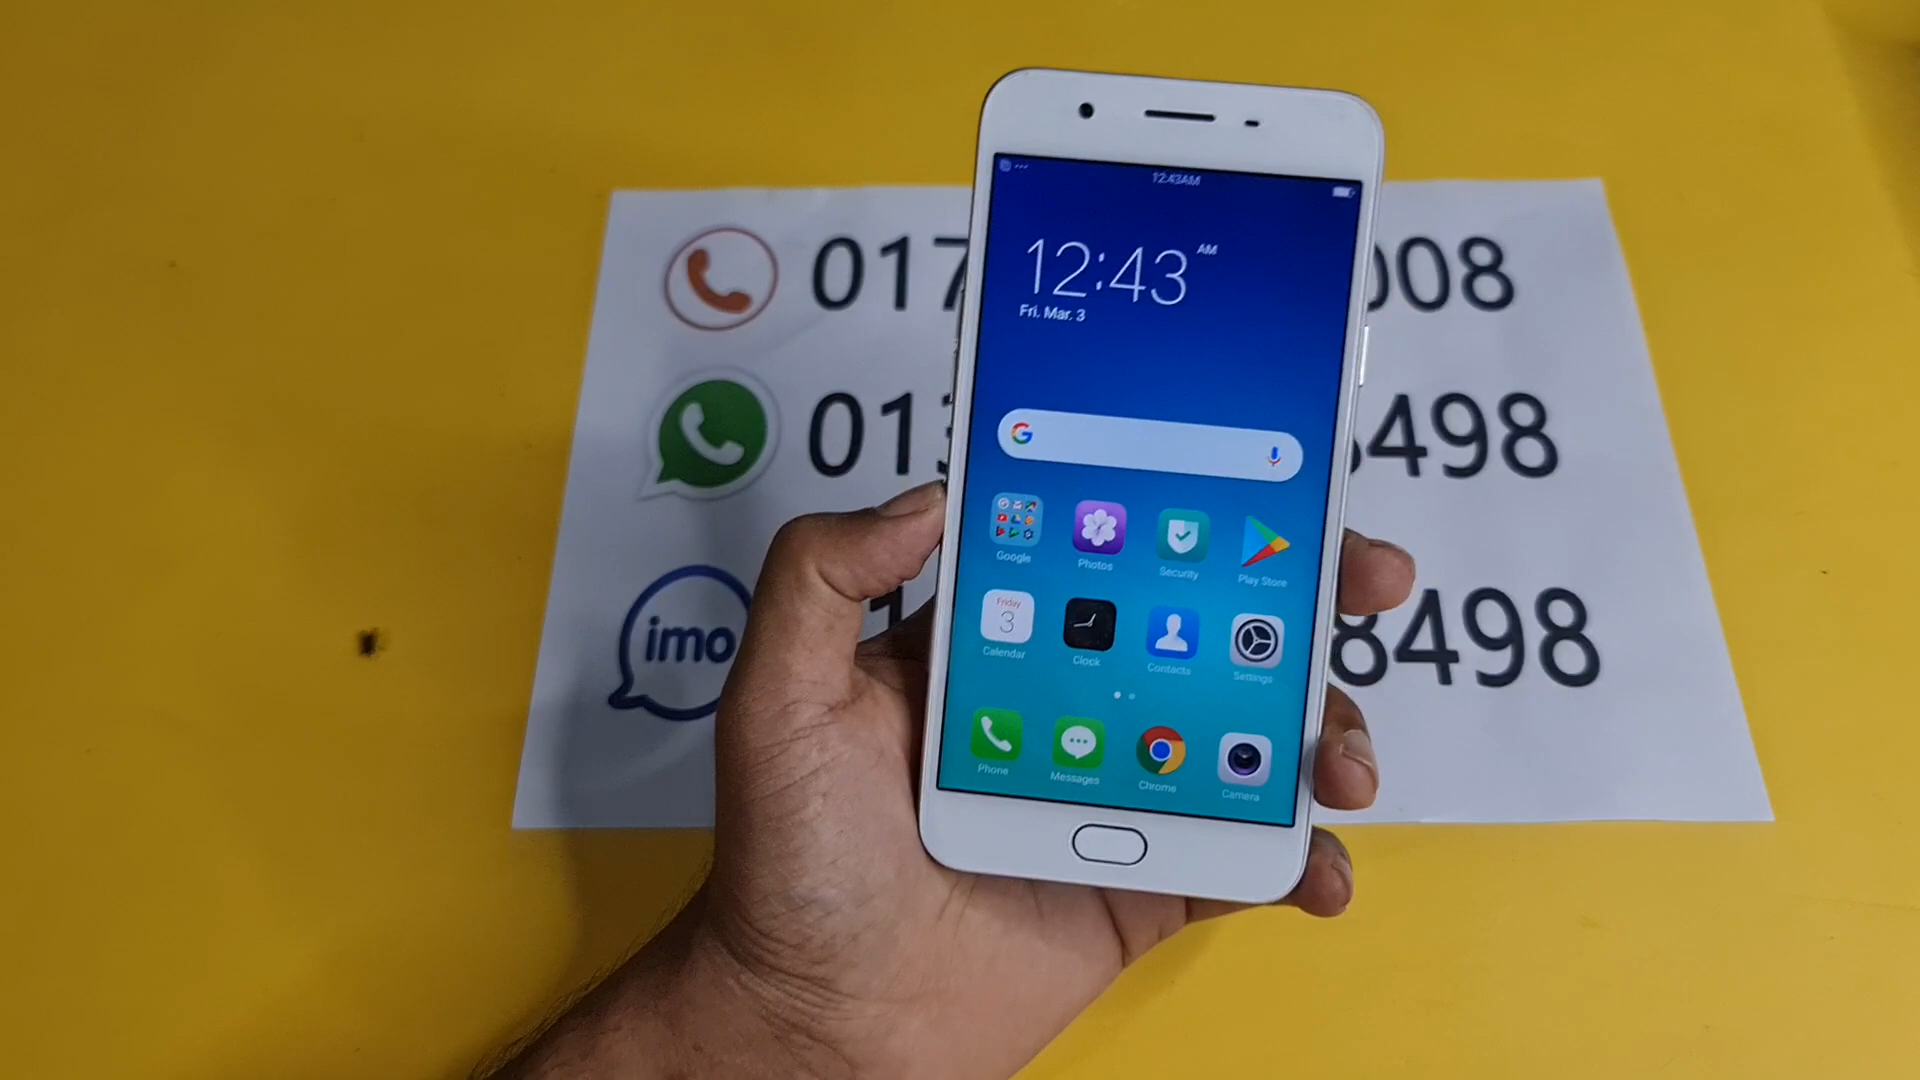 017 008
12:43AM
12:43 AM
Fri. Mar. 3
01 498
Google Photos Security Play Store
Friday
3
Calendar Clock Contacts Settings
imo 1 8498
Phone Messages Chrome Camera